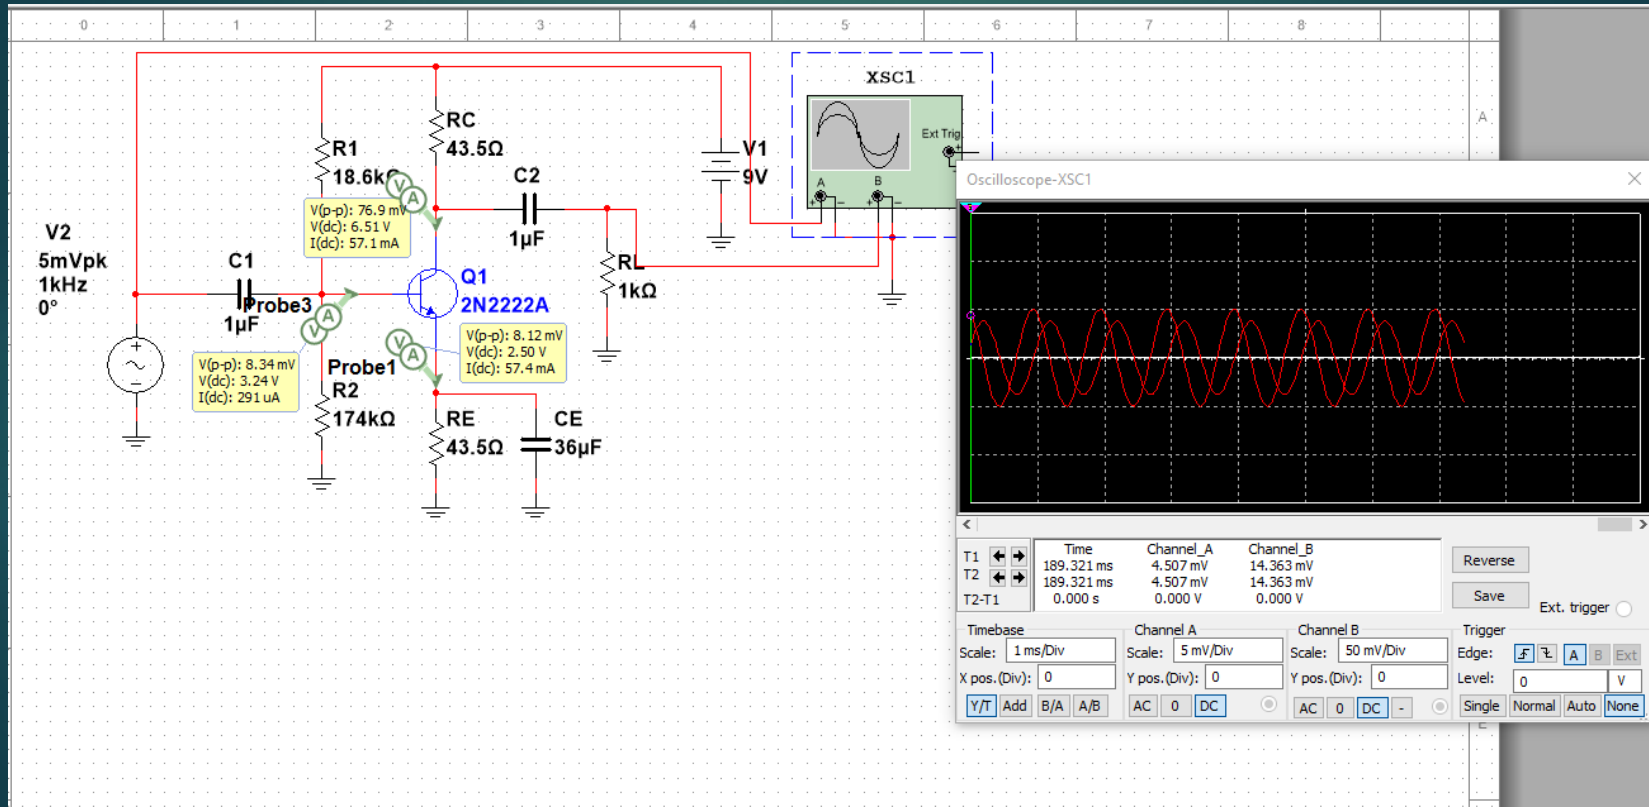 0 1 2 3 4 5 6 7 8
A
XSC1
Ext Trig
A B
RC
43.5Ω
R1
18.6kΩ
V1
9V
C2
1µF
V(p-p): 76.9 mV
V(dc): 6.51 V
I(dc): 57.1 mA
V2
5mVpk
1kHz
0°
C1
1µF
Probe3
Q1
2N2222A
RL
1kΩ
V(p-p): 8.12 mV
V(dc): 2.50 V
I(dc): 57.4 mA
V(p-p): 8.34 mV
V(dc): 3.24 V
I(dc): 291 uA
Probe1
R2
174kΩ
RE
43.5Ω
CE
36µF
V A
V A
V A
Oscilloscope-XSC1
Time Channel_A Channel_B
T1 189.321 ms 4.507 mV 14.363 mV
T2 189.321 ms 4.507 mV 14.363 mV
T2-T1 0.000 s 0.000 V 0.000 V
Reverse
Save
Ext. trigger
Timebase
Scale: 1 ms/Div
X pos.(Div): 0
Y/T Add B/A A/B
Channel A
Scale: 5 mV/Div
Y pos.(Div): 0
AC 0 DC
Channel B
Scale: 50 mV/Div
Y pos.(Div): 0
AC 0 DC -
Trigger
Edge: A B Ext
Level: 0 V
Single Normal Auto None